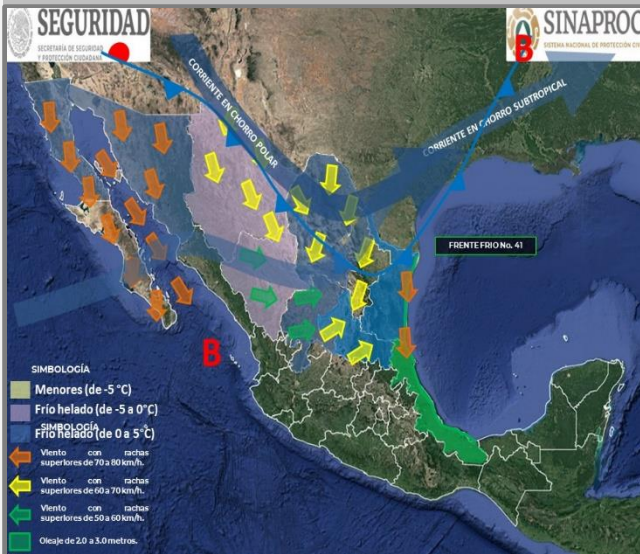 SEGURIDAD
SECRETARÍA DE SEGURIDAD
Y PROTECCIÓN CIUDADANA
SINAPROC
SISTEMA NACIONAL DE PROTECCIÓN CIV
B
CORRIENTE EN CHORRO POLAR
CORRIENTE EN CHORRO SUBTROPICAL
FRENTE FRIO No. 41
B
SIMBOLOGÍA
Menores (de -5 °C)
Frío helado (de -5 a 0°C)
SIMBOLOGÍA
Frío helado (de 0 a 5°C)
Viento con rachas
superiores de 70 a 80 km/h.
Viento con rachas
superiores de 60 a 70 km/h.
Viento con rachas
superiores de 50 a 60 km/h.
Oleaje de 2.0 a 3.0 metros.